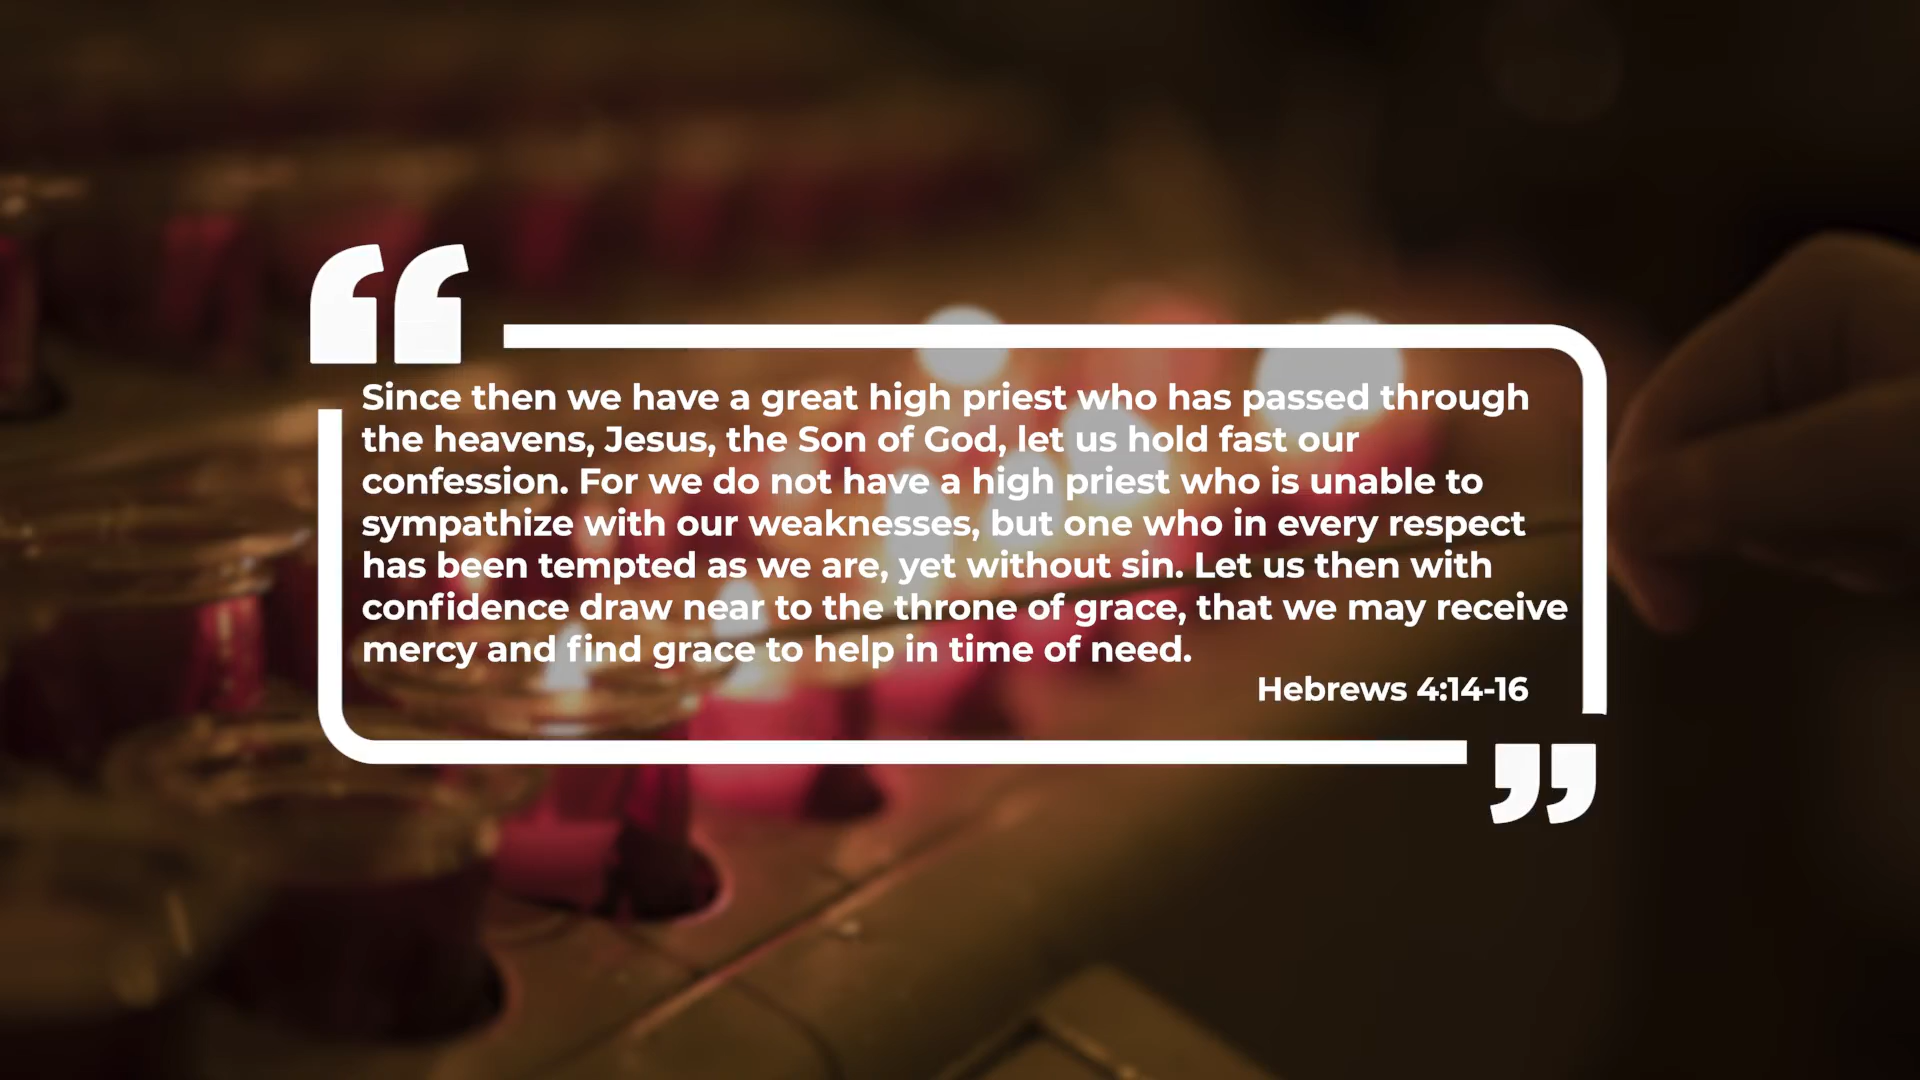 Since then we have a great high priest who has passed through
the heavens, Jesus, the Son of God, let us hold fast our
confession. For we do not have a high priest who is unable to
sympathize with our weaknesses, but one who in every respect
has been tempted as we are, yet without sin. Let us then with
confidence draw near to the throne of grace, that we may receive
mercy and find grace to help in time of need.
Hebrews 4:14-16